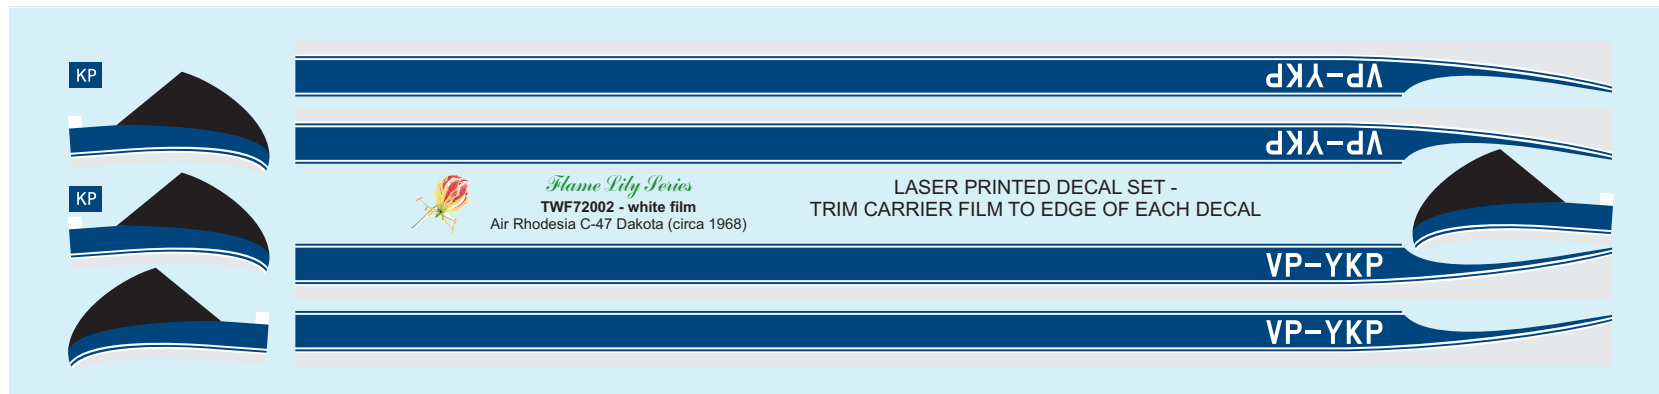 KP
VP-YKP
VP-YKP
KP
Flame Lily Series
TWF72002 - white film
Air Rhodesia C-47 Dakota (circa 1968)
LASER PRINTED DECAL SET -
TRIM CARRIER FILM TO EDGE OF EACH DECAL
VP-YKP
VP-YKP